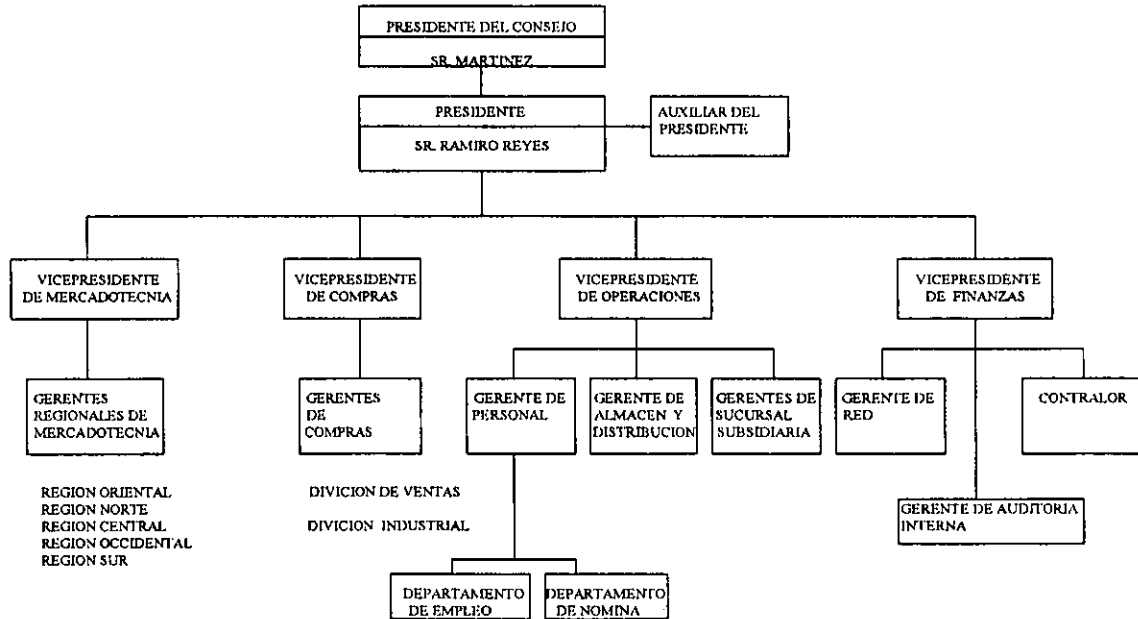 PRESIDENTE DEL CONSEJO
SR. MARTINEZ
PRESIDENTE
SR. RAMIRO REYES
AUXILIAR DEL
PRESIDENTE
VICEPRESIDENTE
DE MERCADOTECNIA
VICEPRESIDENTE
DE COMPRAS
VICEPRESIDENTE
DE OPERACIONES
VICEPRESIDENTE
DE FINANZAS
GERENTES
REGIONALES DE
MERCADOTECNIA
GERENTES
DE
COMPRAS
GERENTE DE
PERSONAL
GERENTE DE
ALMACEN Y
DISTRIBUCION
GERENTES DE
SUCURSAL
SUBSIDIARIA
GERENTE DE
RED
CONTRALOR
REGION ORIENTAL
REGION NORTE
REGION CENTRAL
REGION OCCIDENTAL
REGION SUR
DIVICION DE VENTAS
DIVICION INDUSTRIAL
GERENTE DE AUDITORIA
INTERNA
DEPARTAMENTO
DE EMPLEO
DEPARTAMENTO
DE NOMINA